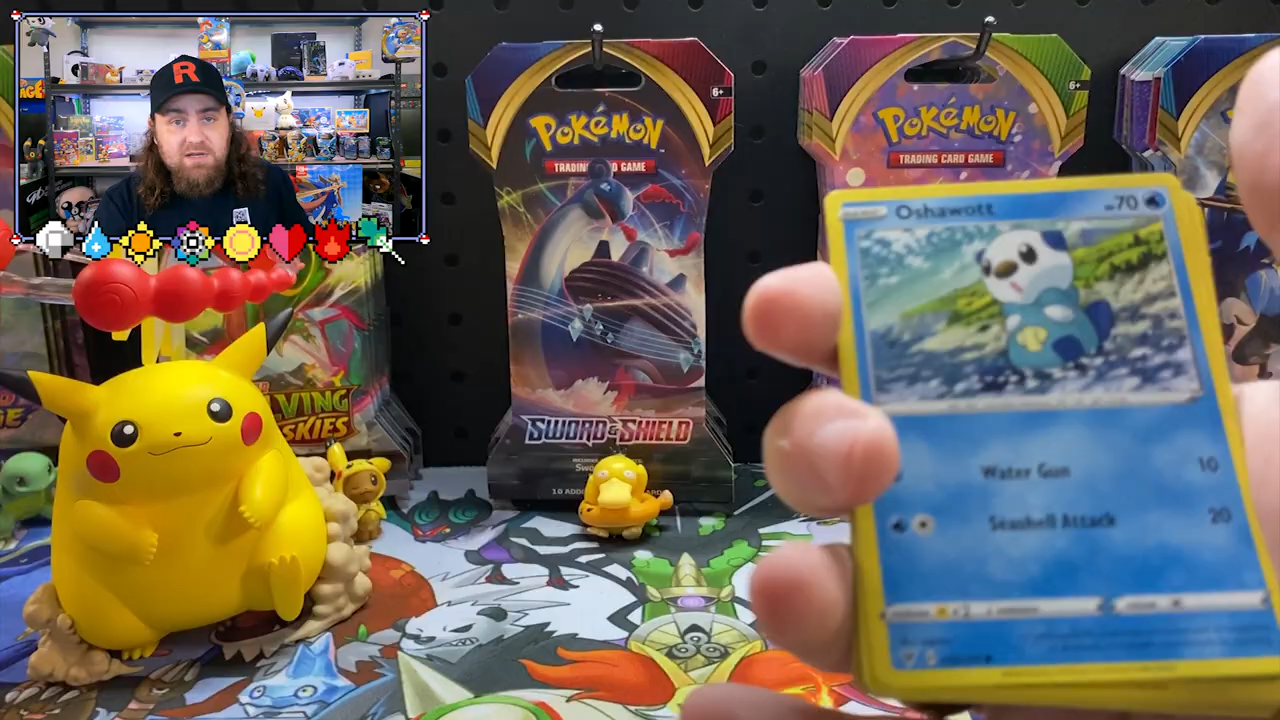 R
POKéMON
TRADING CARD GAME
6+
SWORD & SHIELD
POKéMON
TRADING CARD GAME
6+
VING
SKIES
Oshawott
70
Water Gun
10
Seashell Attack
20